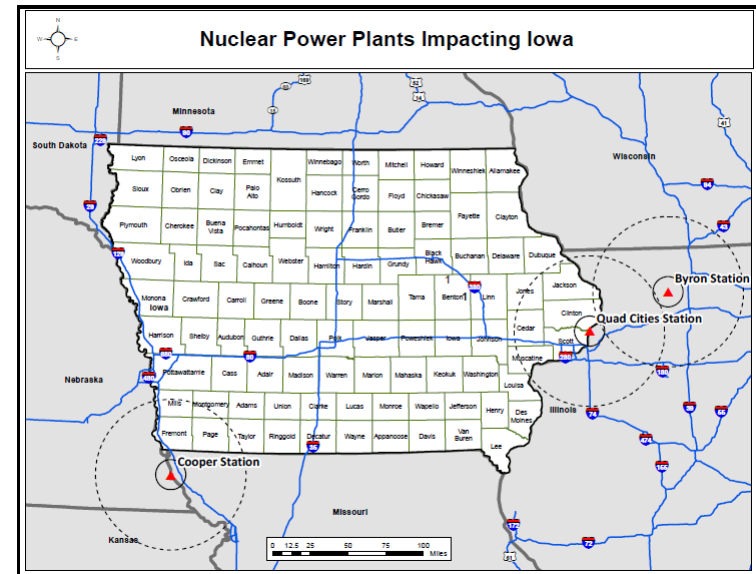 Nuclear Power Plants Impacting Iowa
N
W E
S
Minnesota
South Dakota
Wisconsin
Lyon Osceola Dickinson Emmet Winnebago Worth Mitchell Howard Winneshiek Allamakee
Kossuth
Sioux Obrien Clay Palo Alto Hancock Cerro Gordo Floyd Chickasaw
Fayette Clayton
Plymouth Cherokee Buena Vista Pocahontas Humboldt Wright Franklin Butler Bremer
Woodbury Ida Sac Calhoun Webster Hamilton Hardin Grundy Black Hawk Buchanan Delaware Dubuque
Byron Station
Monona Crawford Carroll Greene Boone Story Marshall Tama Benton Linn Jones Jackson
Iowa
Clinton
Quad Cities Station
Harrison Shelby Audubon Guthrie Dallas Polk Jasper Poweshiek Iowa Johnson Cedar Scott
Muscatine
Nebraska
Pottawattamie Cass Adair Madison Warren Marion Mahaska Keokuk Washington
Louisa
Illinois
Mills Montgomery Adams Union Clarke Lucas Monroe Wapello Jefferson Henry Des Moines
Fremont Page Taylor Ringgold Decatur Wayne Appanoose Davis Van Buren
Lee
Cooper Station
Missouri
Kansas
0 12.5 25 50 75 100
Miles